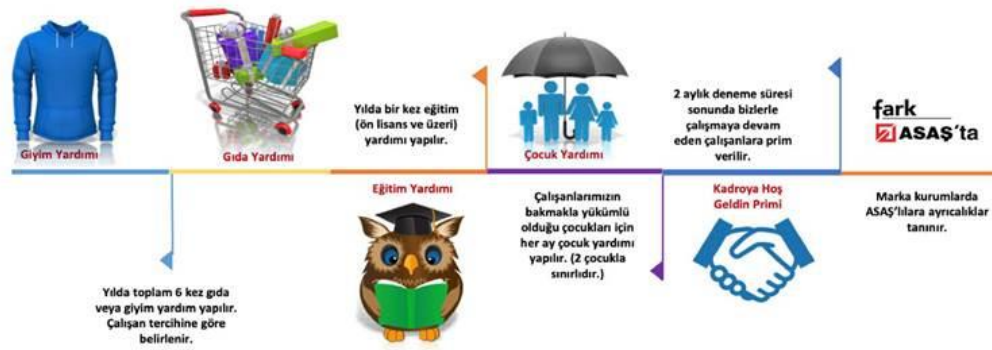 Giyim Yardımı
Gıda Yardımı
Yılda toplam 6 kez gıda
veya giyim yardım yapılır.
Çalışan tercihine göre
belirlenir.
Yılda bir kez eğitim
(ön lisans ve üzeri)
yardımı yapılır.
Eğitim Yardımı
Çocuk Yardımı
Çalışanlarımızın
bakmakla yükümlü
olduğu çocukları için
her ay çocuk yardımı
yapılır. (2 çocukla
sınırlıdır.)
2 aylık deneme süresi
sonunda bizlerle
çalışmaya devam
eden çalışanlara prim
verilir.
Kadroya Hoş
Geldin Primi
fark
ASAŞ'ta
Marka kurumlarda
ASAŞ'lılara ayrıcalıklar
tanınır.